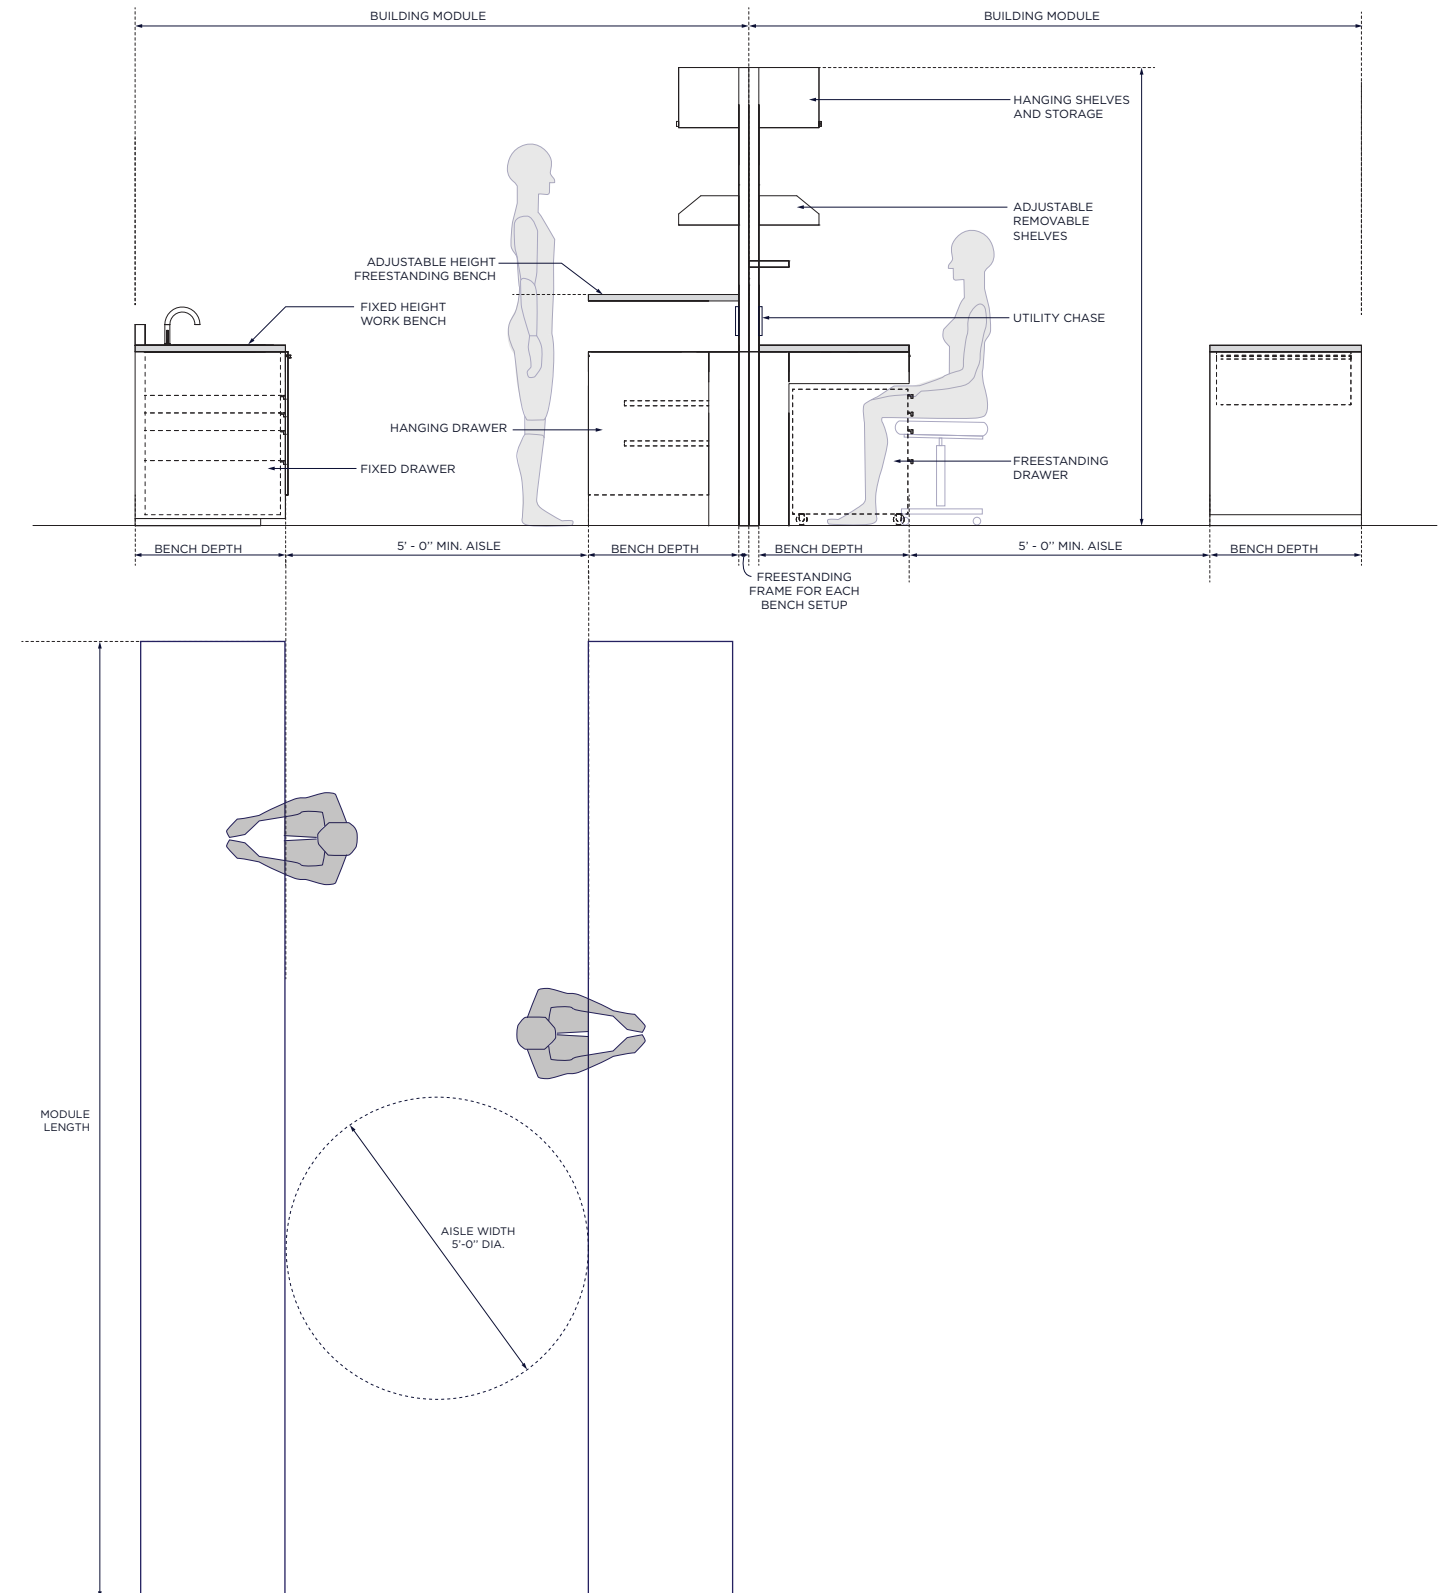 BUILDING MODULE
BUILDING MODULE
HANGING SHELVES
AND STORAGE
ADJUSTABLE
REMOVABLE
SHELVES
ADJUSTABLE HEIGHT
FREESTANDING BENCH
FIXED HEIGHT
WORK BENCH
UTILITY CHASE
HANGING DRAWER
FIXED DRAWER
FREESTANDING
DRAWER
BENCH DEPTH
5' - 0'' MIN. AISLE
BENCH DEPTH
BENCH DEPTH
5' - 0'' MIN. AISLE
BENCH DEPTH
FREESTANDING
FRAME FOR EACH
BENCH SETUP
MODULE
LENGTH
AISLE WIDTH
5'-0'' DIA.